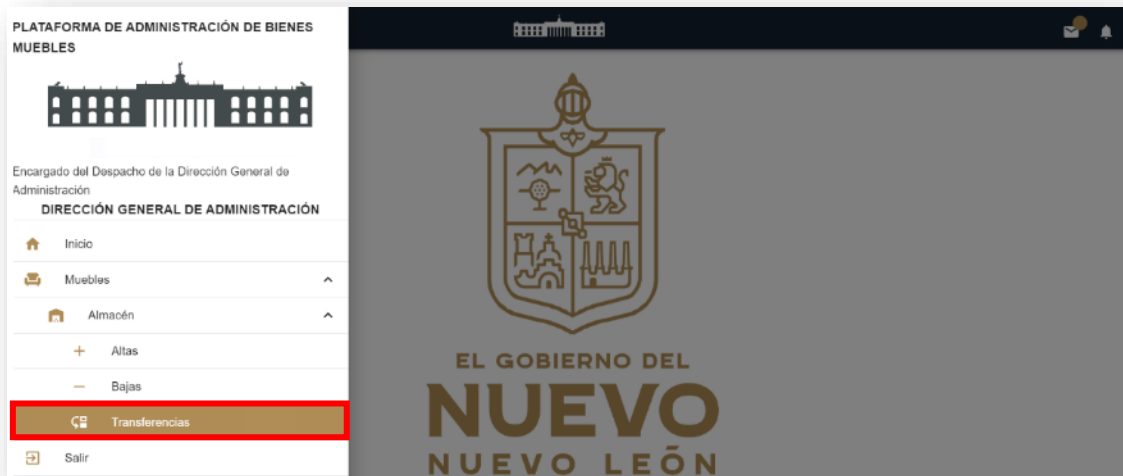 PLATAFORMA DE ADMINISTRACIÓN DE BIENES
MUEBLES
Encargado del Despacho de la Dirección General de
Administración
DIRECCIÓN GENERAL DE ADMINISTRACIÓN
Inicio
Muebles
Almacén
Altas
Bajas
Transferencias
Salir
EL GOBIERNO DEL
NUEVO
NUEVO LEÓN